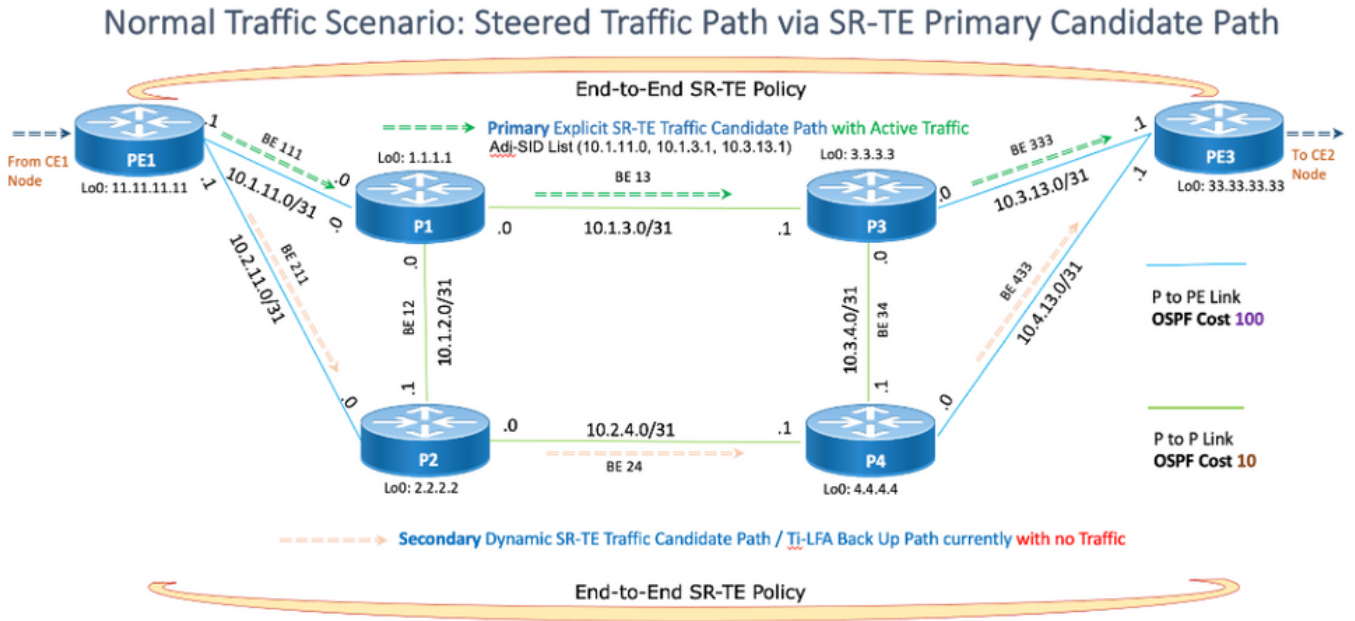 Normal Traffic Scenario: Steered Traffic Path via SR-TE Primary Candidate Path
End-to-End SR-TE Policy
From CE1
Node
PE1
Lo0: 11.11.11.11
.1
BE 111
.0
10.1.11.0/31
.0
.1
BE 211
10.2.11.0/31
.0
Primary Explicit SR-TE Traffic Candidate Path with Active Traffic
Adj-SID List (10.1.11.0, 10.1.3.1, 10.3.13.1)
Lo0: 1.1.1.1
P1
BE 13
.0
10.1.3.0/31
.1
Lo0: 3.3.3.3
P3
BE 333
.0
10.3.13.0/31
.1
.1
PE3
Lo0: 33.33.33.33
To CE2
Node
.0
BE 12
10.1.2.0/31
.1
.0
10.3.4.0/31
BE 34
.1
BE 433
10.4.13.0/31
.0
P to PE Link
OSPF Cost 100
P2
Lo0: 2.2.2.2
.0
10.2.4.0/31
.1
BE 24
P4
Lo0: 4.4.4.4
P to P Link
OSPF Cost 10
Secondary Dynamic SR-TE Traffic Candidate Path / Ti-LFA Back Up Path currently with no Traffic
End-to-End SR-TE Policy